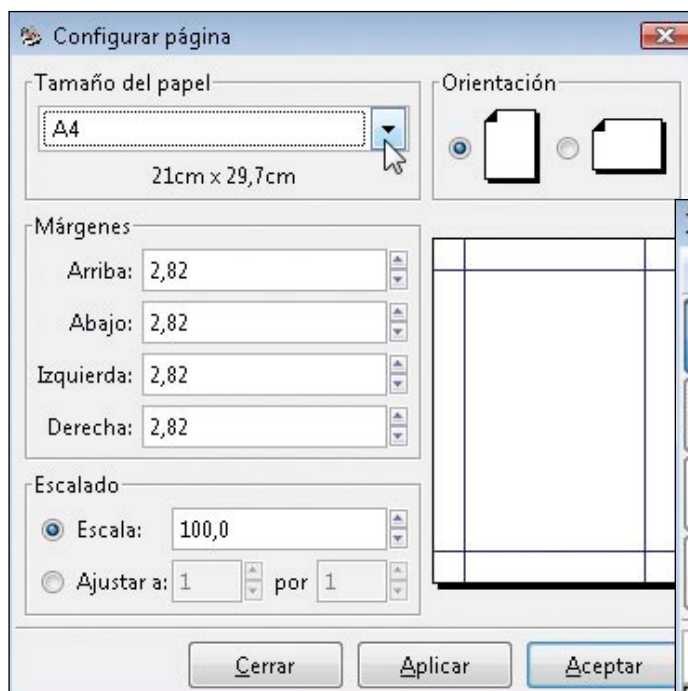 Configurar página
Tamaño del papel
A4
21cm x 29,7cm
Orientación
Márgenes
Arriba: 2,82
Abajo: 2,82
Izquierda: 2,82
Derecha: 2,82
Escalado
Escala: 100,0
Ajustar a: 1 por 1
Cerrar Aplicar Aceptar